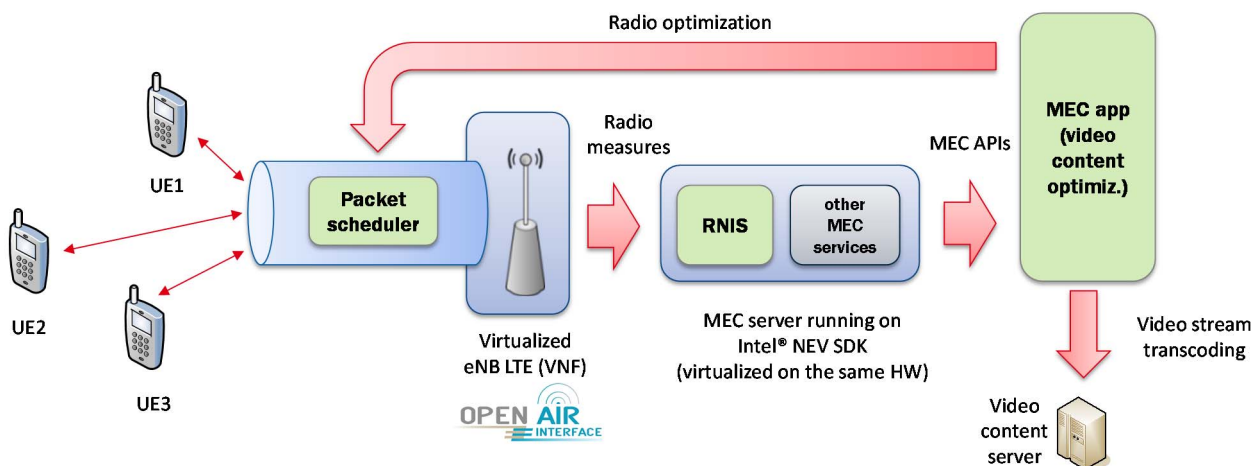 Radio optimization
UE1
UE2
UE3
Packet
scheduler
Virtualized
eNB LTE (VNF)
OPEN AIR
INTERFACE
Radio
measures
RNIS
other
MEC
services
MEC server running on
Intel® NEV SDK
(virtualized on the same HW)
MEC APIs
MEC app
(video
content
optimiz.)
Video stream
transcoding
Video
content
server